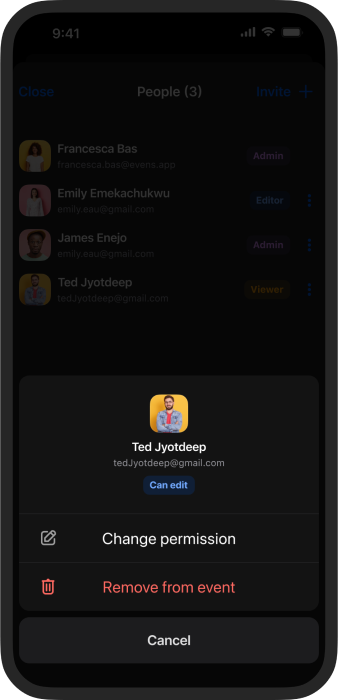 9:41
Close People (3) Invite +
Francesca Bas
francesca.bas@evens.app
Admin
Emily Emekachukwu
emily.eau@gmail.com
Editor
James Enejo
emily.eau@gmail.com
Admin
Ted Jyotdeep
tedJyotdeep@gmail.com
Viewer
Ted Jyotdeep
tedJyotdeep@gmail.com
Can edit
Change permission
Remove from event
Cancel